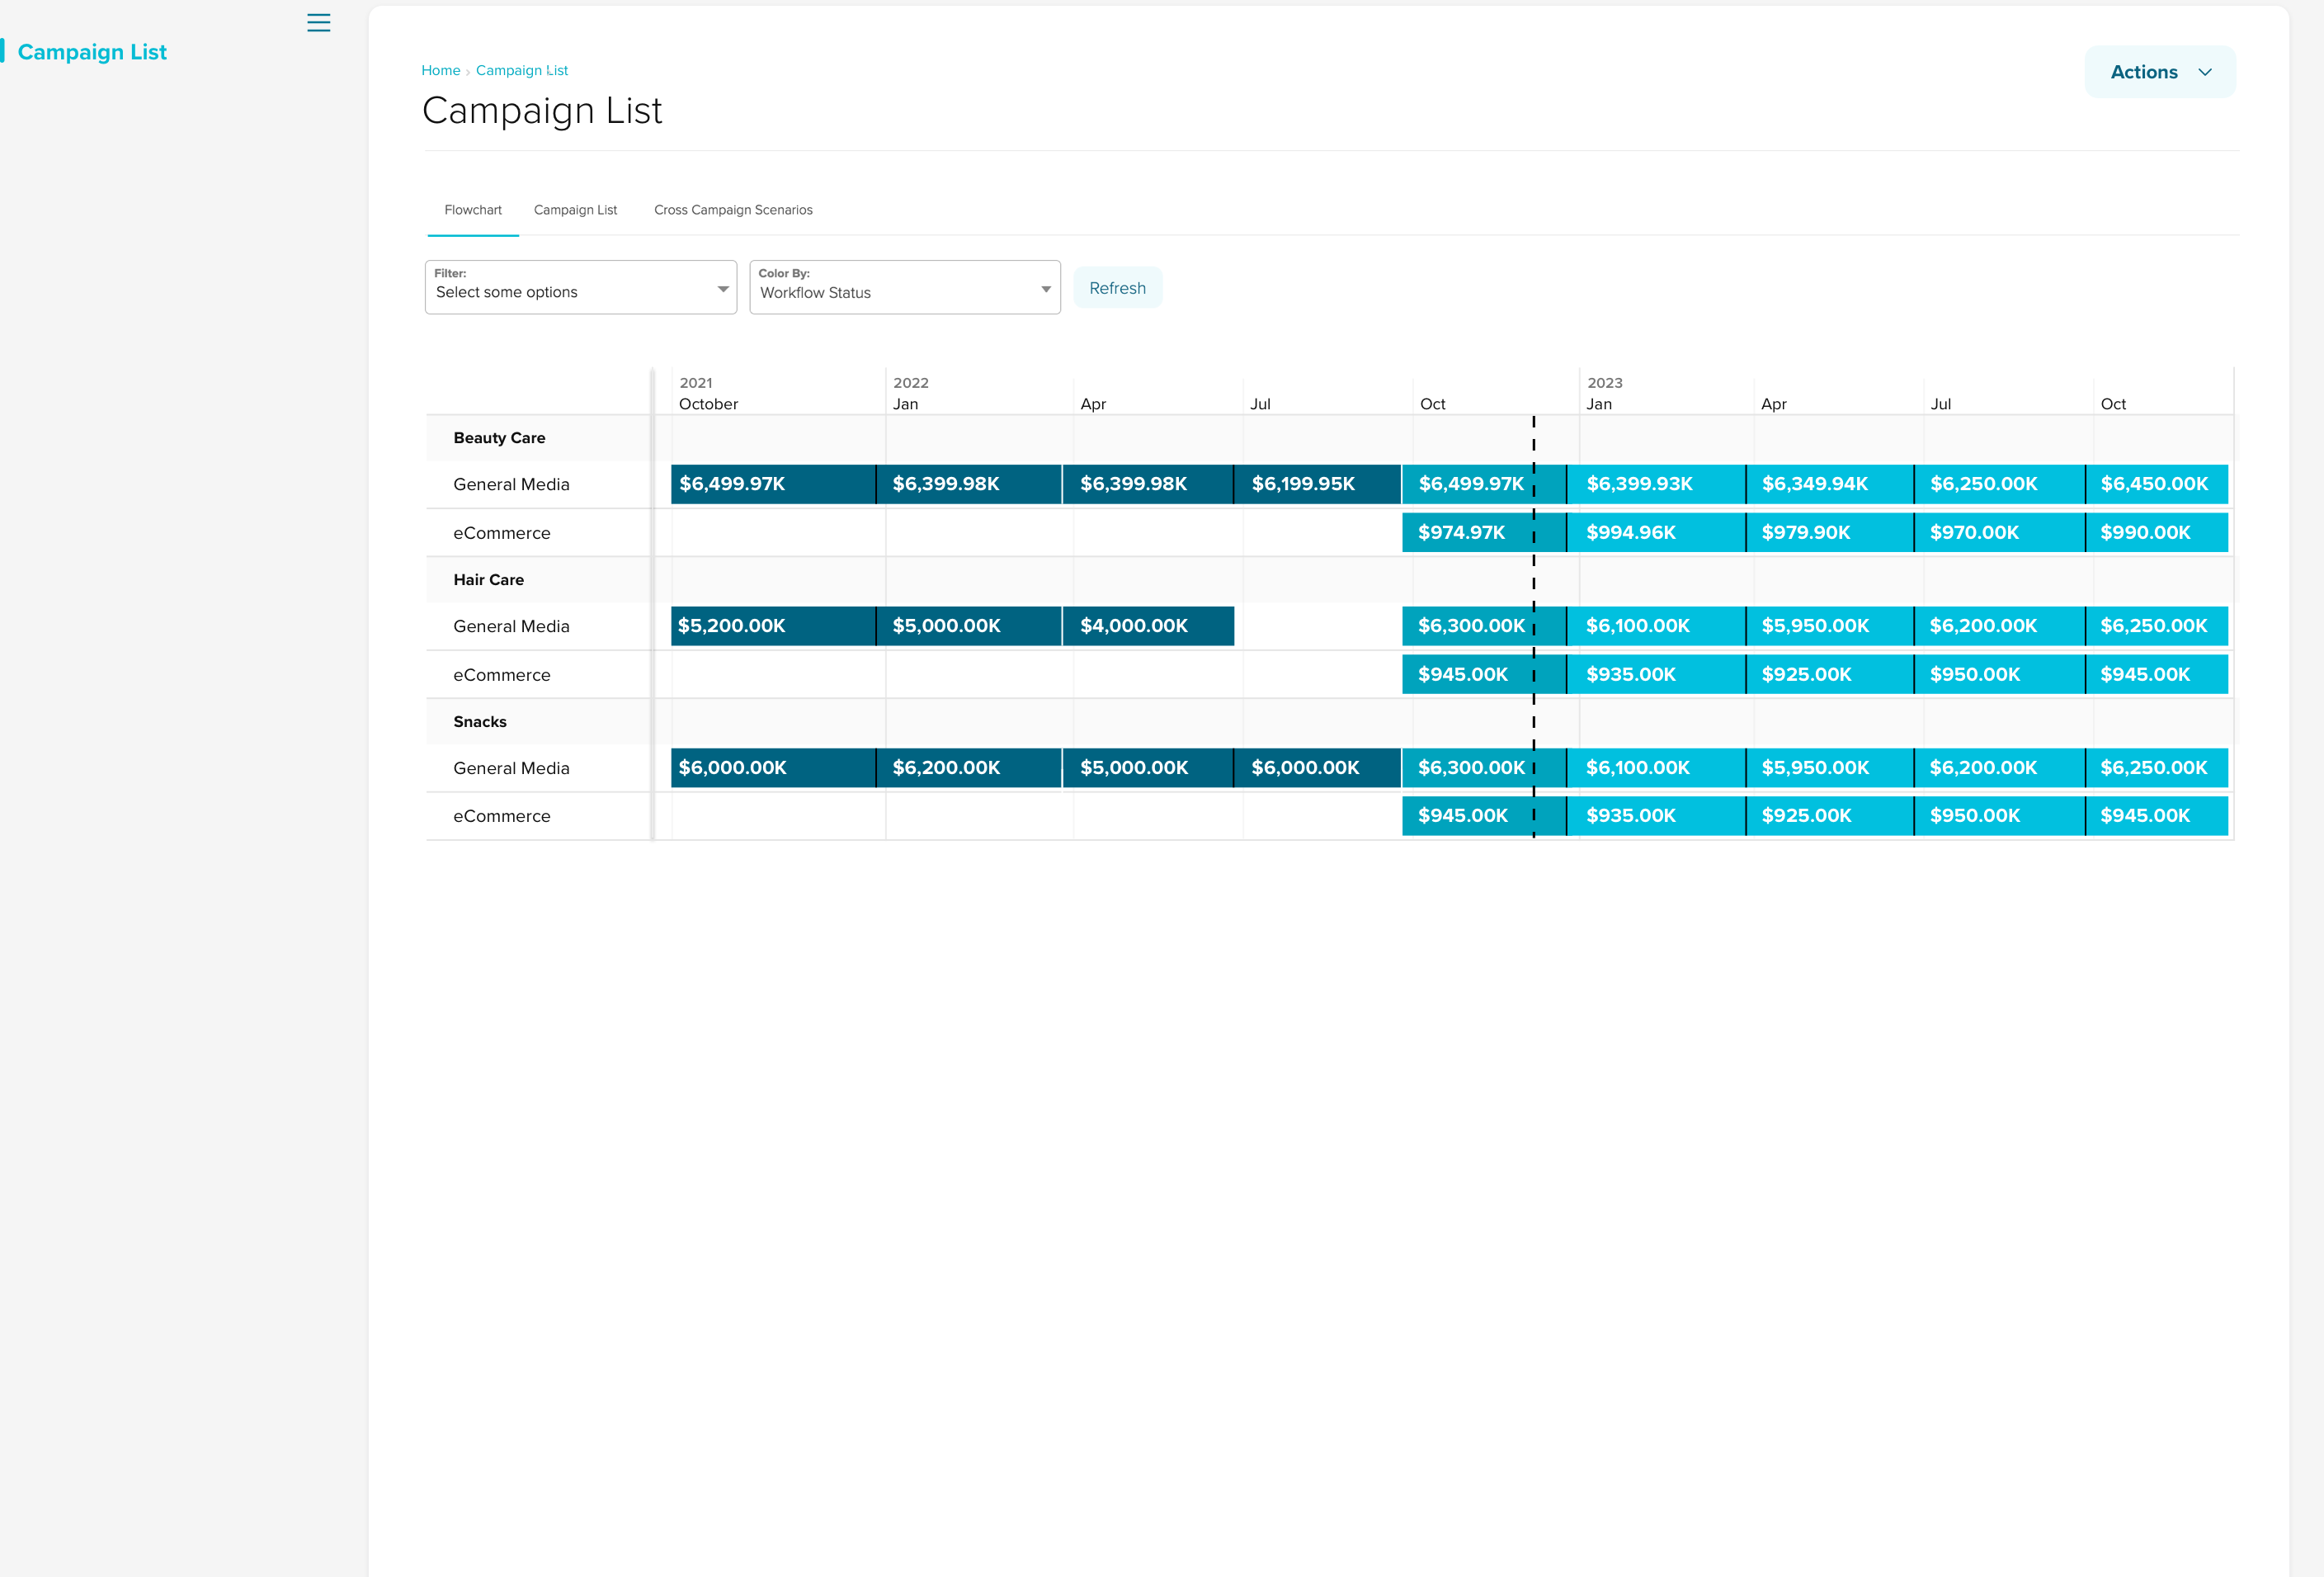 Campaign List
Home › Campaign List
Actions
Campaign List
Flowchart Campaign List Cross Campaign Scenarios
Filter:
Select some options
Color By:
Workflow Status
Refresh
2021 2022 2023
October Jan Apr Jul Oct Jan Apr Jul Oct
Beauty Care
General Media $6,499.97K $6,399.98K $6,399.98K $6,199.95K $6,499.97K $6,399.93K $6,349.94K $6,250.00K $6,450.00K
eCommerce $974.97K $994.96K $979.90K $970.00K $990.00K
Hair Care
General Media $5,200.00K $5,000.00K $4,000.00K $6,300.00K $6,100.00K $5,950.00K $6,200.00K $6,250.00K
eCommerce $945.00K $935.00K $925.00K $950.00K $945.00K
Snacks
General Media $6,000.00K $6,200.00K $5,000.00K $6,000.00K $6,300.00K $6,100.00K $5,950.00K $6,200.00K $6,250.00K
eCommerce $945.00K $935.00K $925.00K $950.00K $945.00K